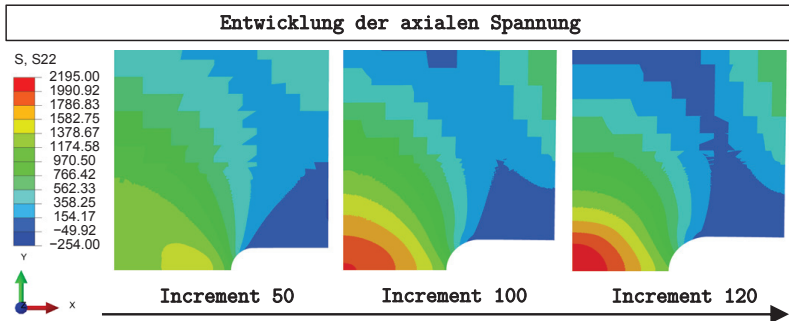 Entwicklung der axialen Spannung
S, S22
2195.00
1990.92
1786.83
1582.75
1378.67
1174.58
970.50
766.42
562.33
358.25
154.17
−49.92
−254.00
Y
Z
X
Increment 50
Increment 100
Increment 120